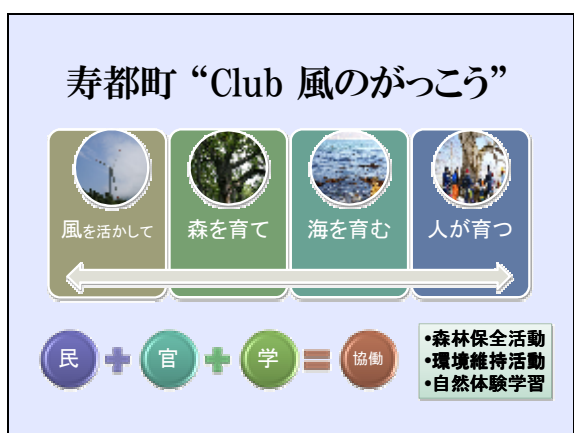 寿都町 “Club 風のがっこう”
風を活かして
森を育て
海を育む
人が育つ
民 + 官 + 学 = 協働
•森林保全活動
•環境維持活動
•自然体験学習